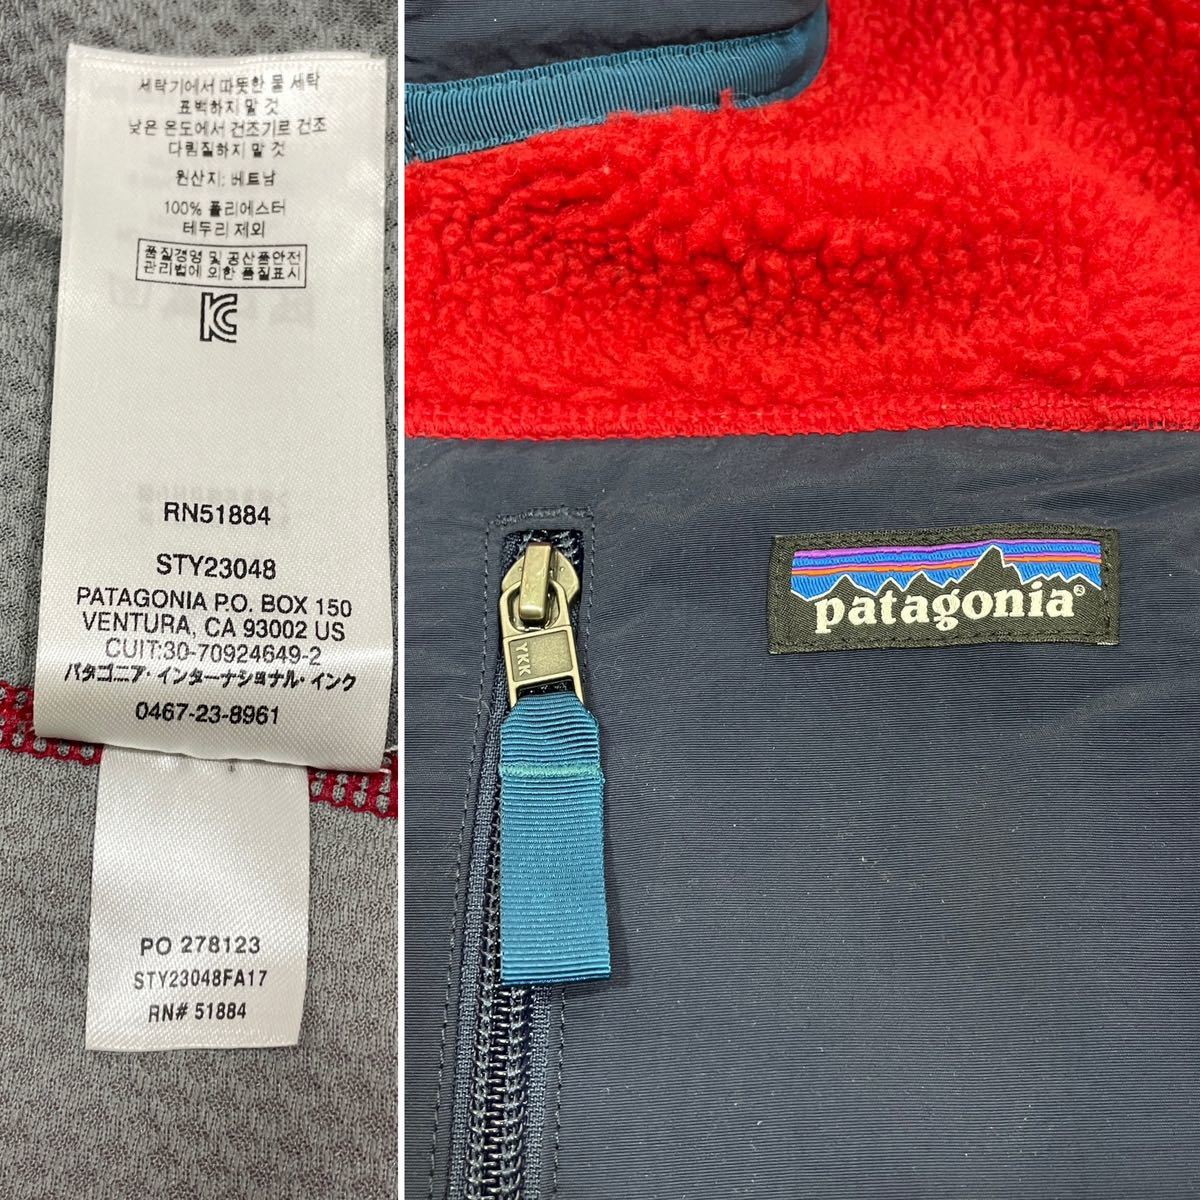 세탁기에서 따뜻한 물 세탁
표백하지 말 것
낮은 온도에서 건조기로 건조
다림질하지 말 것
원산지: 베트남
100% 폴리에스터
테두리 제외
품질경영 및 공산품안전
관리법에 의한 품질표시
RN51884
STY23048
PATAGONIA P.O. BOX 150
VENTURA, CA 93002 US
CUIT:30-70924649-2
パタゴニア・インターナショナル・インク
0467-23-8961
PO 278123
STY23048FA17
RN# 51884
YKK
patagonia®